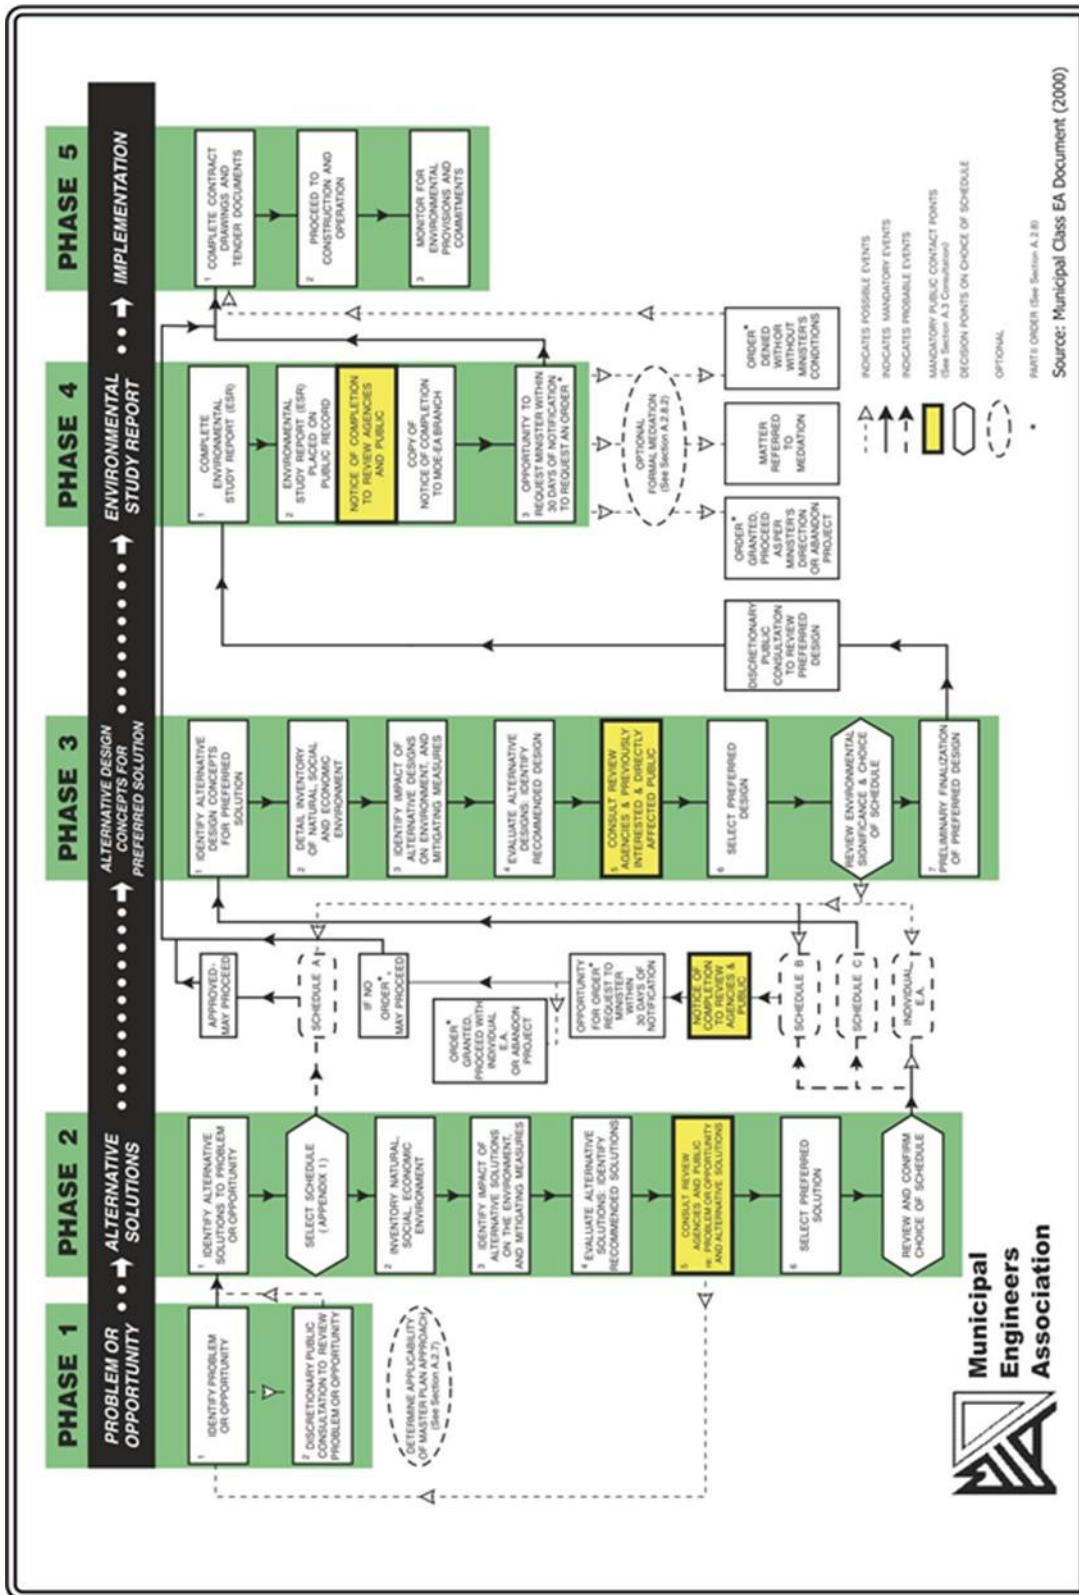 PHASE 1
PROBLEM OR
OPPORTUNITY
1 IDENTIFY PROBLEM
OR OPPORTUNITY
2 DISCRETIONARY PUBLIC
CONSULTATION TO REVIEW
PROBLEM OR OPPORTUNITY
DETERMINE APPLICABILITY
OF MASTER PLAN APPROACH
(See Section A.2.7)
PHASE 2
ALTERNATIVE
SOLUTIONS
1 IDENTIFY ALTERNATIVE
SOLUTIONS TO PROBLEM
OR OPPORTUNITY
SELECT SCHEDULE
( APPENDIX I )
2 INVENTORY NATURAL,
SOCIAL, ECONOMIC
ENVIRONMENT
3 IDENTIFY IMPACT OF
ALTERNATIVE SOLUTIONS
ON THE ENVIRONMENT,
AND MITIGATING MEASURES
4 EVALUATE ALTERNATIVE
SOLUTIONS: IDENTIFY
RECOMMENDED SOLUTIONS
5 CONSULT REVIEW
AGENCIES AND PUBLIC
re: PROBLEM OR OPPORTUNITY
AND ALTERNATIVE SOLUTIONS
6 SELECT PREFERRED
SOLUTION
REVIEW AND CONFIRM
CHOICE OF SCHEDULE
APPROVED-
MAY PROCEED
SCHEDULE A
IF NO
ORDER*,
MAY PROCEED
ORDER*
GRANTED,
PROCEED WITH
INDIVIDUAL
E.A.
OR ABANDON
PROJECT
OPPORTUNITY
FOR ORDER*
REQUEST TO
MINISTER
WITHIN
30 DAYS OF
NOTIFICATION
NOTICE OF
COMPLETION
TO REVIEW
AGENCIES &
PUBLIC
SCHEDULE B
SCHEDULE C
INDIVIDUAL
E.A.
PHASE 3
ALTERNATIVE DESIGN
CONCEPTS FOR
PREFERRED SOLUTION
1 IDENTIFY ALTERNATIVE
DESIGN CONCEPTS
FOR PREFERRED
SOLUTION
2 DETAIL INVENTORY
OF NATURAL, SOCIAL
AND ECONOMIC
ENVIRONMENT
3 IDENTIFY IMPACT OF
ALTERNATIVE DESIGNS
ON ENVIRONMENT, AND
MITIGATING MEASURES
4 EVALUATE ALTERNATIVE
DESIGNS: IDENTIFY
RECOMMENDED DESIGN
5 CONSULT REVIEW
AGENCIES & PREVIOUSLY
INTERESTED & DIRECTLY
AFFECTED PUBLIC
6 SELECT PREFERRED
DESIGN
REVIEW ENVIRONMENTAL
SIGNIFICANCE & CHOICE
OF SCHEDULE
7 PRELIMINARY FINALIZATION
OF PREFERRED DESIGN
DISCRETIONARY
PUBLIC
CONSULTATION
TO REVIEW
PREFERRED
DESIGN
PHASE 4
ENVIRONMENTAL
STUDY REPORT
1 COMPLETE
ENVIRONMENTAL
STUDY REPORT (ESR)
2 ENVIRONMENTAL
STUDY REPORT (ESR)
PLACED ON
PUBLIC RECORD
NOTICE OF COMPLETION
TO REVIEW AGENCIES
AND PUBLIC
COPY OF
NOTICE OF COMPLETION
TO MOE-EA BRANCH
3 OPPORTUNITY TO
REQUEST MINISTER WITHIN
30 DAYS OF NOTIFICATION
TO REQUEST AN ORDER*
OPTIONAL
FORMAL MEDIATION
(See Section A.2.8.2)
ORDER*
GRANTED,
PROCEED
AS PER
MINISTER'S
DIRECTION
OR ABANDON
PROJECT
MATTER
REFERRED
TO
MEDIATION
ORDER*
DENIED
WITH OR
WITHOUT
MINISTER'S
CONDITIONS
PHASE 5
IMPLEMENTATION
1 COMPLETE CONTRACT
DRAWINGS AND
TENDER DOCUMENTS
2 PROCEED TO
CONSTRUCTION AND
OPERATION
3 MONITOR FOR
ENVIRONMENTAL
PROVISIONS AND
COMMITMENTS
INDICATES POSSIBLE EVENTS
INDICATES MANDATORY EVENTS
INDICATES PROBABLE EVENTS
MANDATORY PUBLIC CONTACT POINTS
(See Section A.3 Consultation)
DECISION POINTS ON CHOICE OF SCHEDULE
OPTIONAL
* PART II ORDER (See Section A.2.8)
Municipal
Engineers
Association
Source: Municipal Class EA Document (2000)